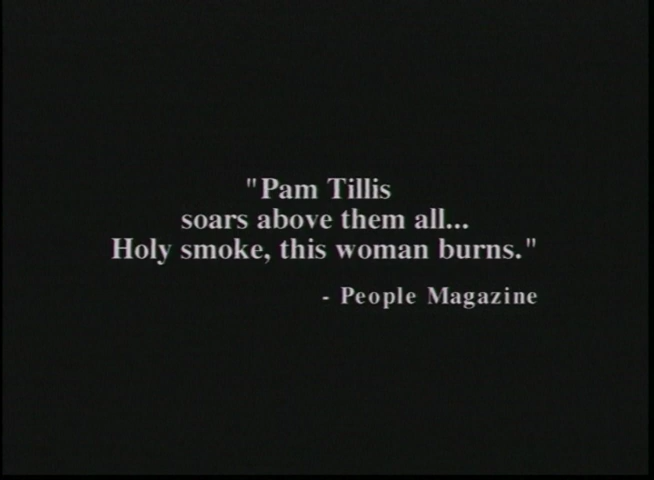 "Pam Tillis
soars above them all...
Holy smoke, this woman burns."
- People Magazine